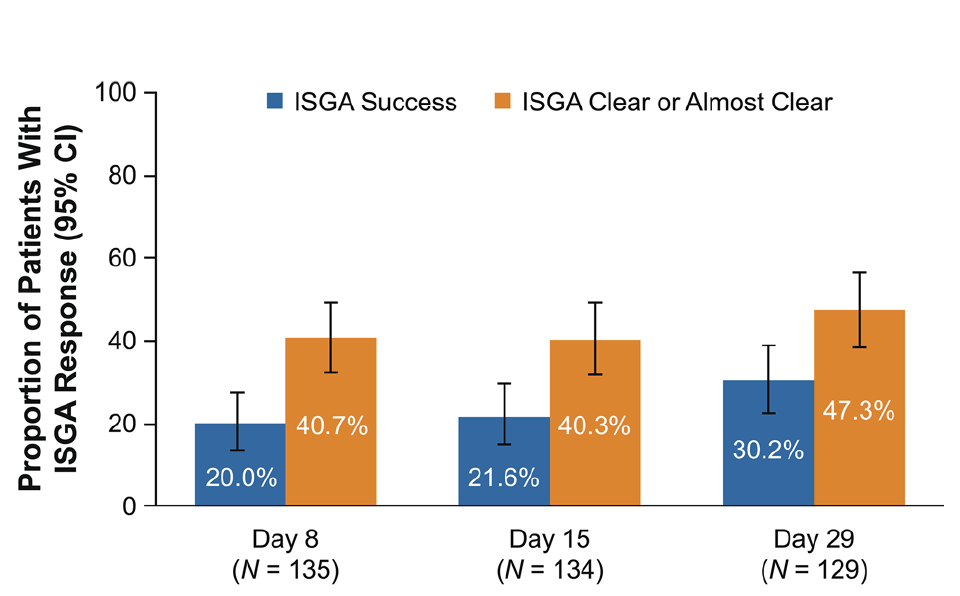 Proportion of Patients With
ISGA Response (95% CI)
100
80
60
40
20
0
ISGA Success
ISGA Clear or Almost Clear
20.0%
40.7%
21.6%
40.3%
30.2%
47.3%
Day 8
(N = 135)
Day 15
(N = 134)
Day 29
(N = 129)